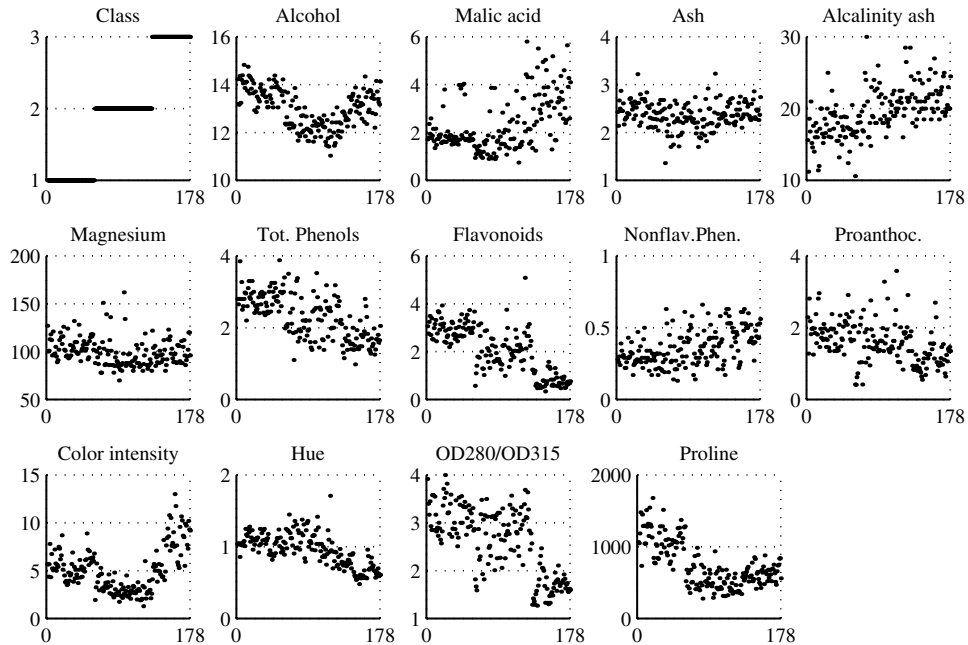 Class Alcohol Malic acid Ash Alcalinity ash
3 16 6 4 30
14 4 3
2 20
12 2 2
1 10 0 1 10
0 178 0 178 0 178 0 178 0 178
Magnesium Tot. Phenols Flavonoids Nonflav.Phen. Proanthoc.
200 4 6 1 4
150 4
2 0.5 2
100 2
50 0 0 0 0
0 178 0 178 0 178 0 178 0 178
Color intensity Hue OD280/OD315 Proline
15 2 4 2000
10 3
1 1000
5 2
0 0 1 0
0 178 0 178 0 178 0 178